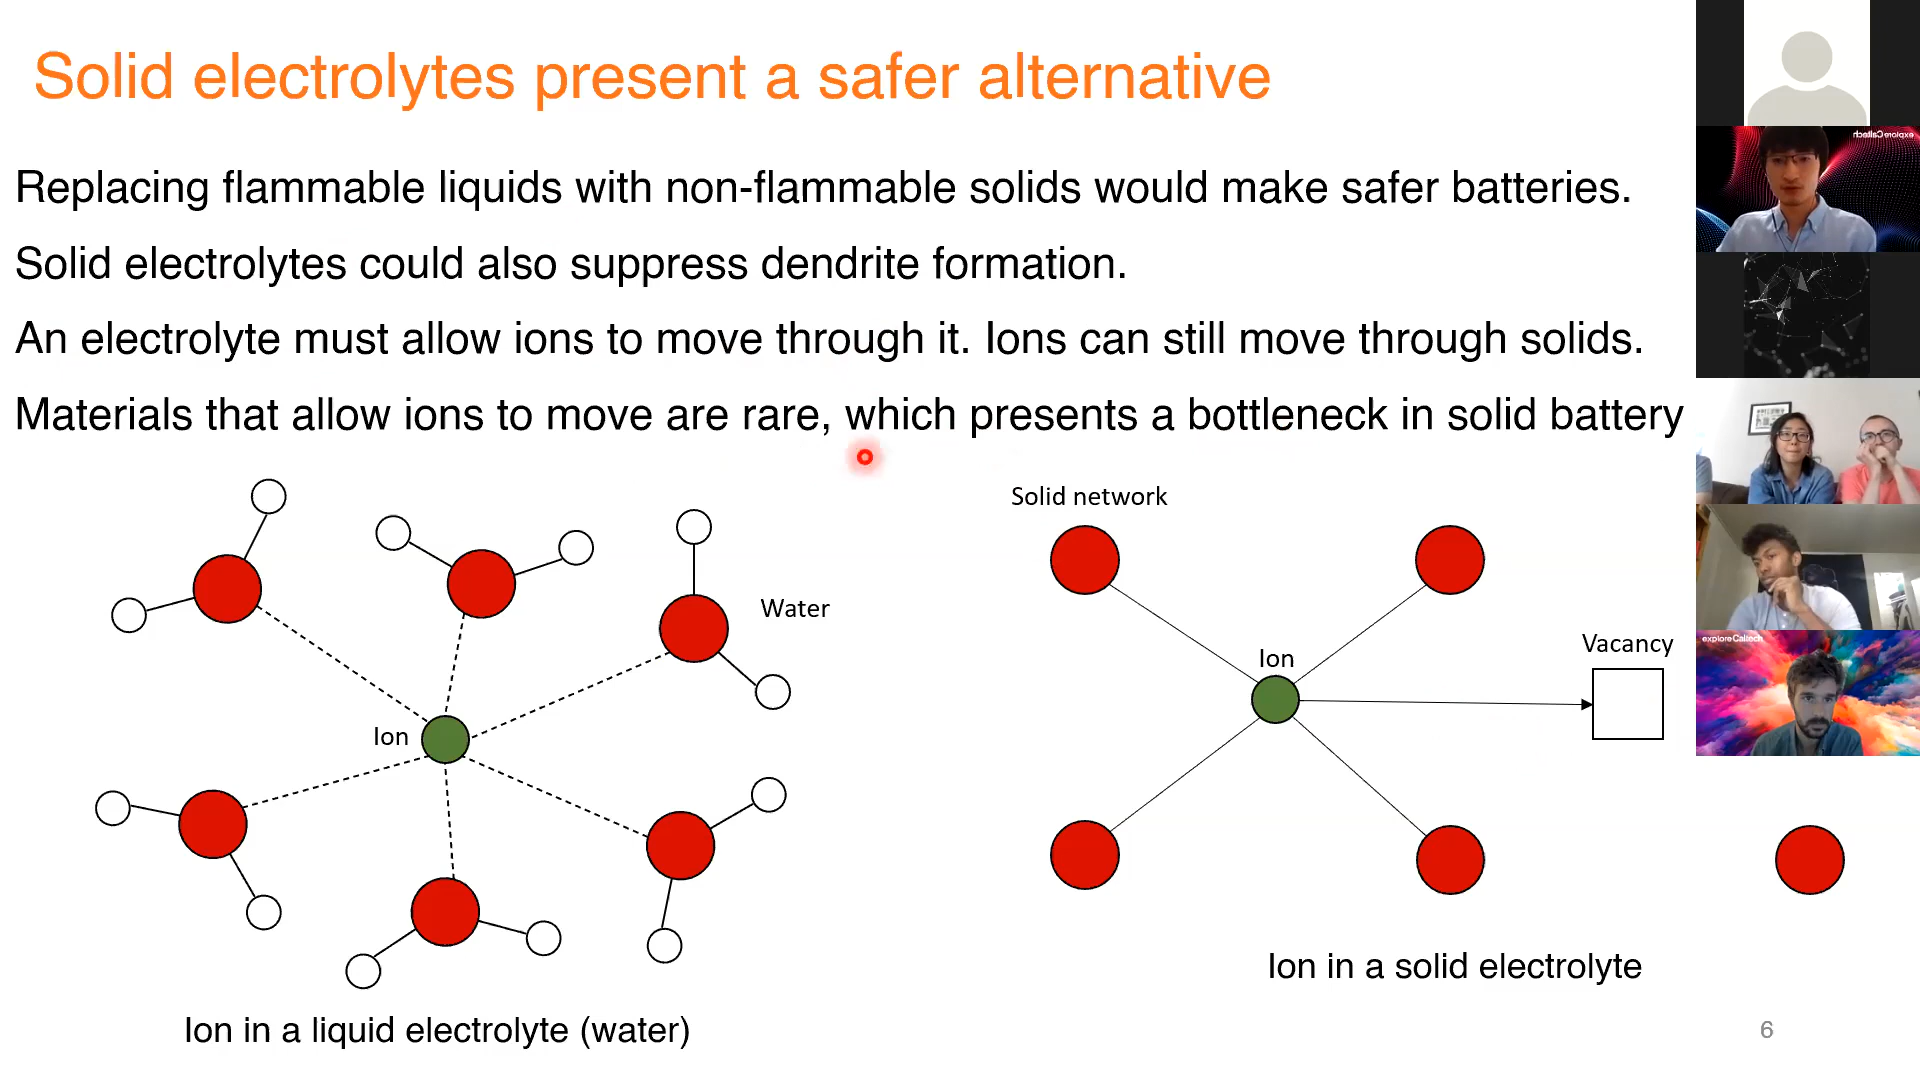 Solid electrolytes present a safer alternative
Replacing flammable liquids with non-flammable solids would make safer batteries.
Solid electrolytes could also suppress dendrite formation.
An electrolyte must allow ions to move through it. Ions can still move through solids.
Materials that allow ions to move are rare, which presents a bottleneck in solid battery
Solid network
Water
Vacancy
Ion
Ion
Ion in a solid electrolyte
Ion in a liquid electrolyte (water)
6
exploreCaltech
exploreCaltech